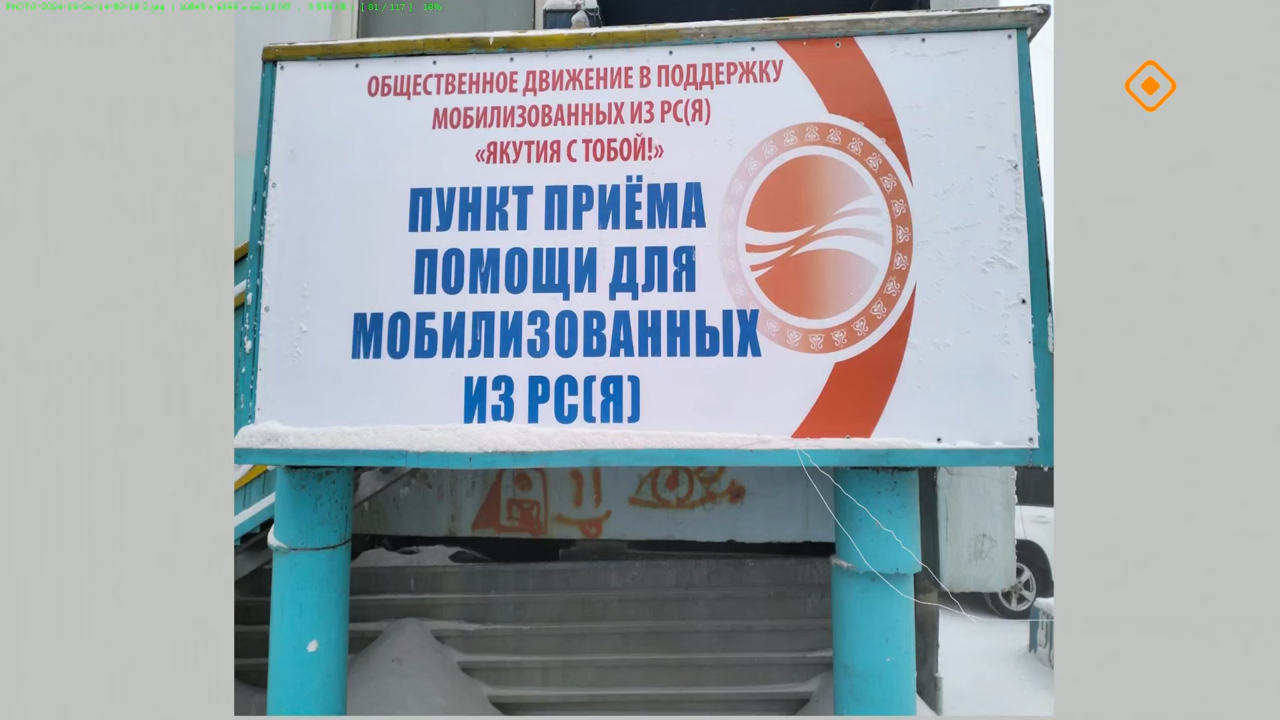 ОБЩЕСТВЕННОЕ ДВИЖЕНИЕ В ПОДДЕРЖКУ
МОБИЛИЗОВАННЫХ ИЗ РС(Я)
«ЯКУТИЯ С ТОБОЙ!»
ПУНКТ ПРИЁМА
ПОМОЩИ ДЛЯ
МОБИЛИЗОВАННЫХ
ИЗ РС(Я)